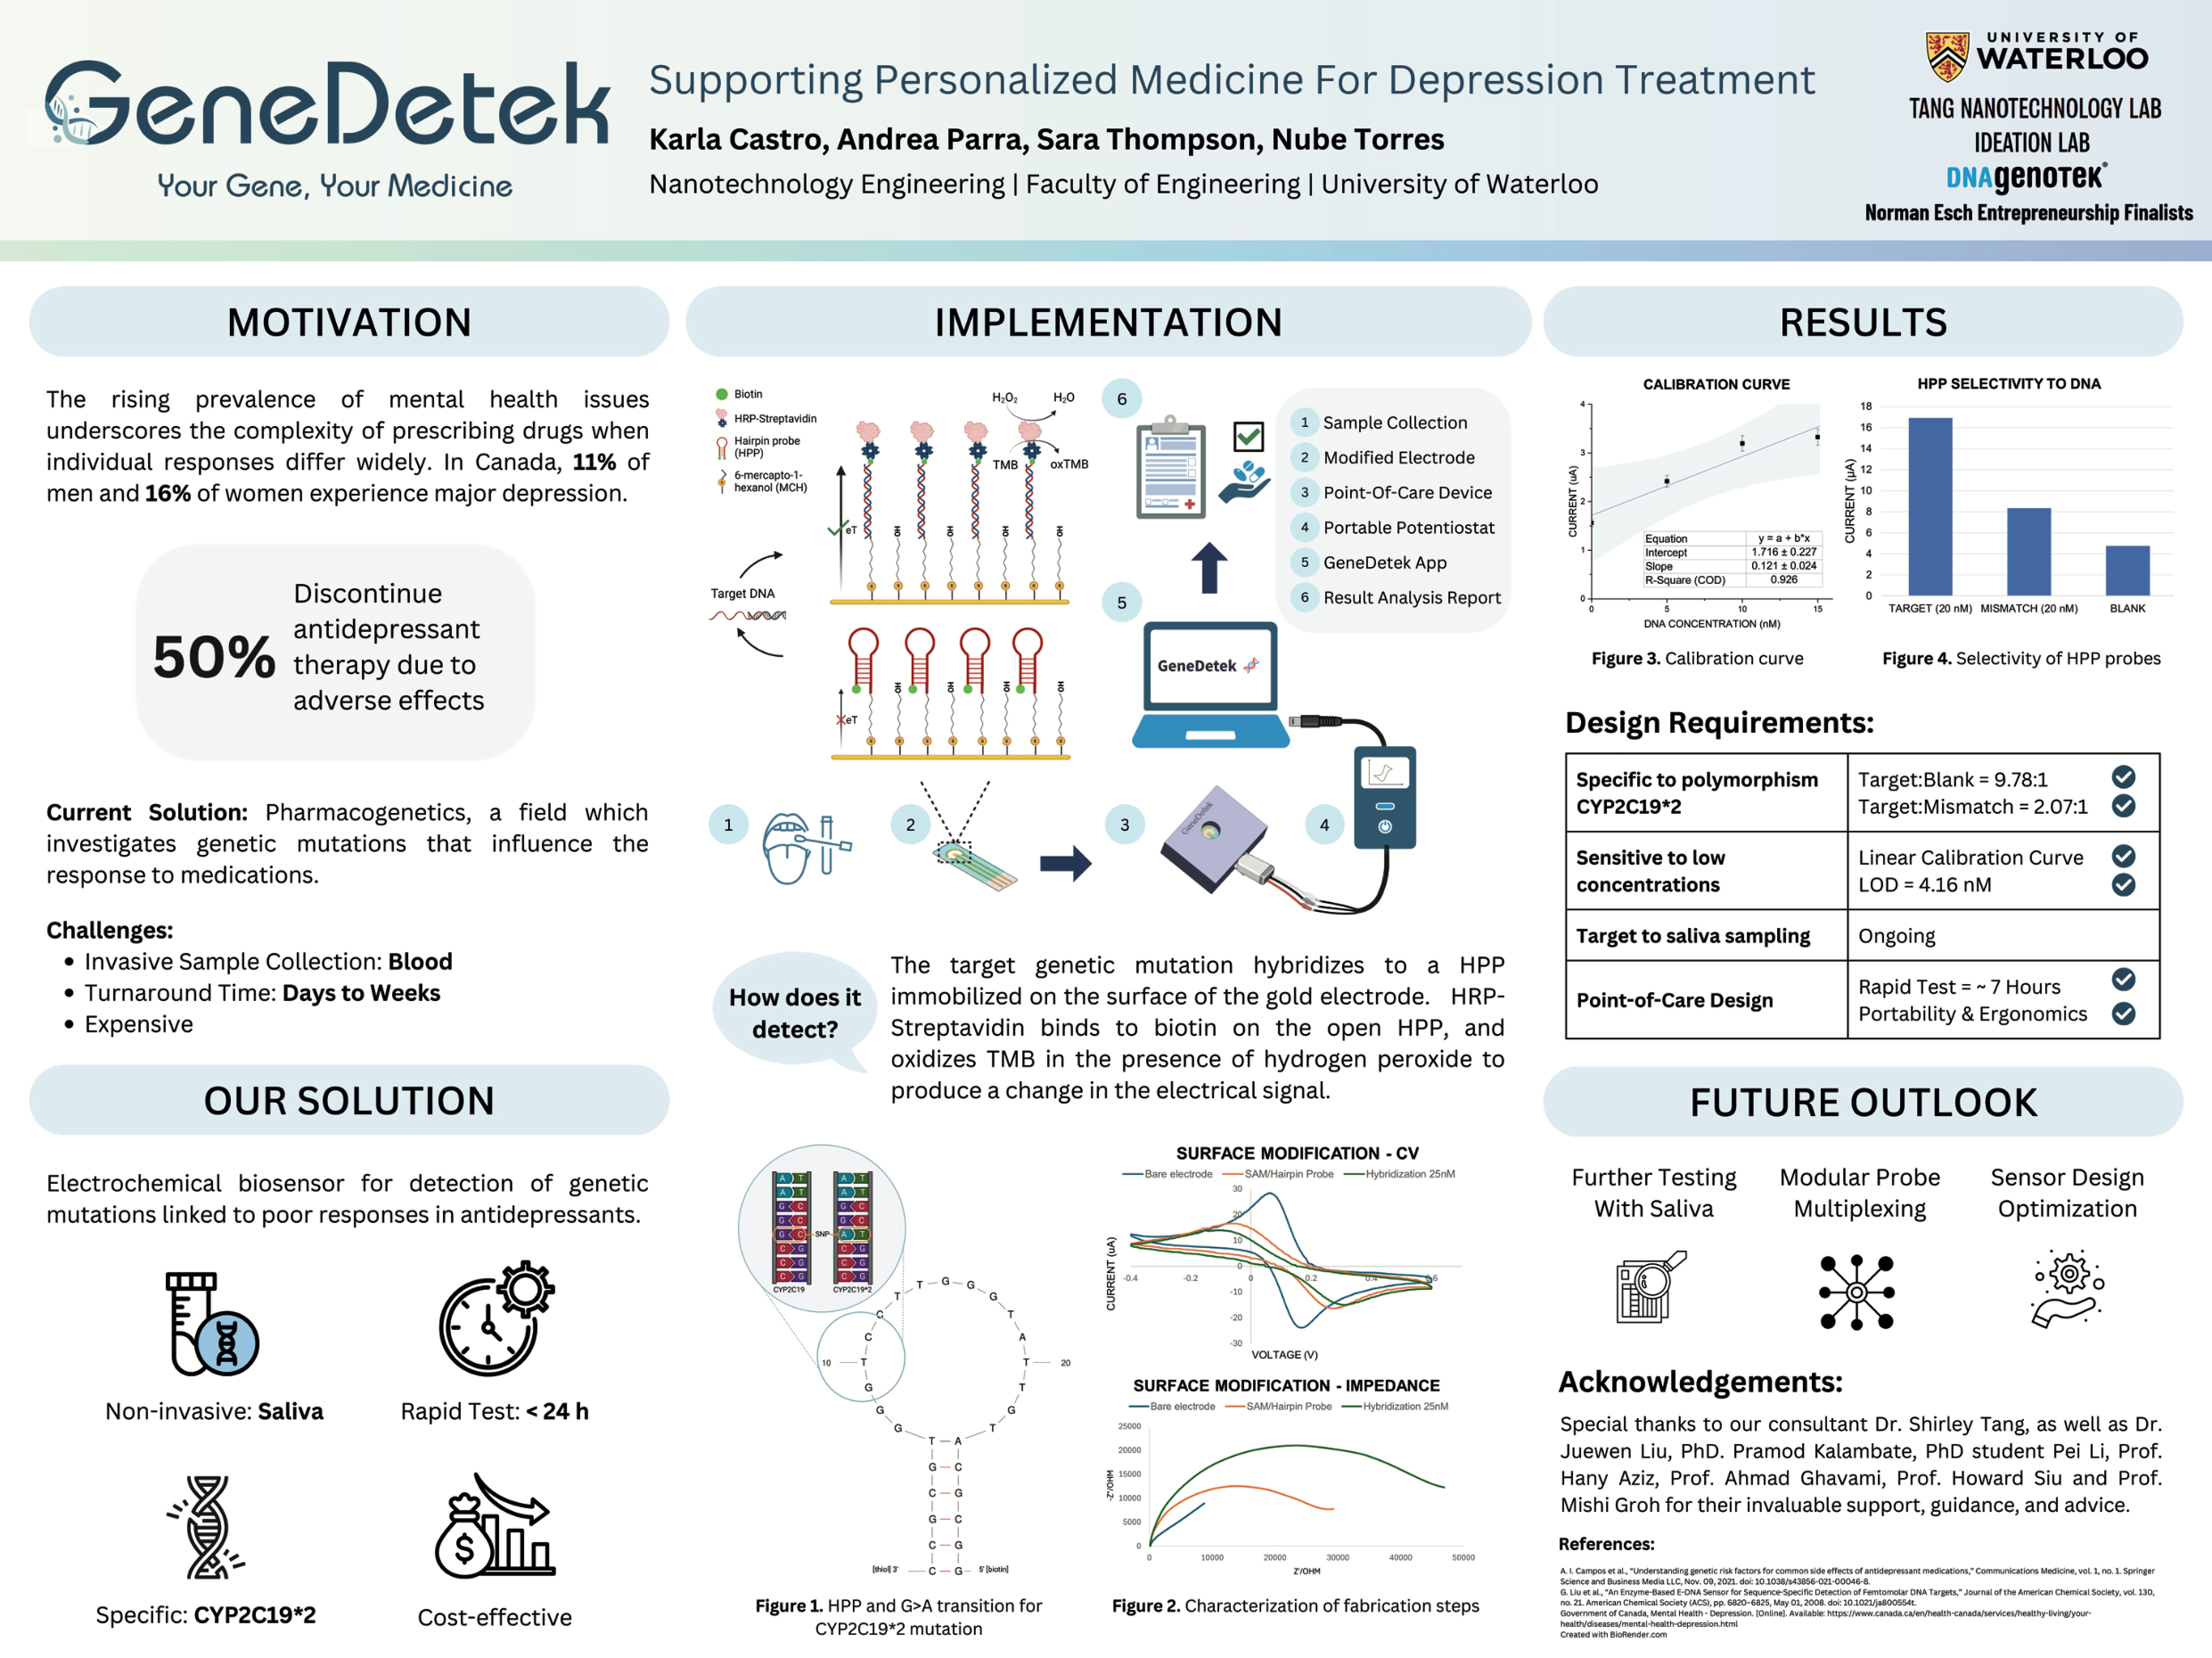 GeneDetek
Your Gene, Your Medicine
Supporting Personalized Medicine For Depression Treatment
Karla Castro, Andrea Parra, Sara Thompson, Nube Torres
Nanotechnology Engineering | Faculty of Engineering | University of Waterloo
UNIVERSITY OF
WATERLOO
TANG NANOTECHNOLOGY LAB
IDEATION LAB
DNAgenoTek®
Norman Esch Entrepreneurship Finalists
MOTIVATION
The rising prevalence of mental health issues
underscores the complexity of prescribing drugs when
individual responses differ widely. In Canada, 11% of
men and 16% of women experience major depression.
50%
Discontinue
antidepressant
therapy due to
adverse effects
Current Solution: Pharmacogenetics, a field which
investigates genetic mutations that influence the
response to medications.
Challenges:
• Invasive Sample Collection: Blood
• Turnaround Time: Days to Weeks
• Expensive
OUR SOLUTION
Electrochemical biosensor for detection of genetic
mutations linked to poor responses in antidepressants.
Non-invasive: Saliva
Rapid Test: < 24 h
Specific: CYP2C19*2
$
Cost-effective
IMPLEMENTATION
Biotin
HRP-Streptavidin
Hairpin probe
(HPP)
6-mercapto-1-
hexanol (MCH)
H₂O₂
H₂O
TMB
oxTMB
eT
OH OH OH OH
Target DNA
eT
OH OH OH OH
6
1 Sample Collection
2 Modified Electrode
3 Point-Of-Care Device
4 Portable Potentiostat
5 GeneDetek App
6 Result Analysis Report
5
GeneDetek
1
2
3
GeneDetek
4
How does it
detect?
The target genetic mutation hybridizes to a HPP
immobilized on the surface of the gold electrode. HRP-
Streptavidin binds to biotin on the open HPP, and
oxidizes TMB in the presence of hydrogen peroxide to
produce a change in the electrical signal.
A T A T
A T A T
G C G C
G C G C
G C SNP A T
C G C G
C G C G
C G C G
CYP2C19 CYP2C19*2
T G G
T G
C T
C A
10 T T 20
G T
G G
G T
T A
G C
C G
G C
C G
[thiol] 3' C G 5' [biotin]
Figure 1. HPP and G>A transition for
CYP2C19*2 mutation
SURFACE MODIFICATION - CV
Bare electrode SAM/Hairpin Probe Hybridization 25nM
CURRENT (uA)
30
20
10
0
-10
-20
-30
-0.4 -0.2 0 0.2 0.4 0.6
VOLTAGE (V)
SURFACE MODIFICATION - IMPEDANCE
Bare electrode SAM/Hairpin Probe Hybridization 25nM
-Z''/OHM
25000
20000
15000
10000
5000
0
0 10000 20000 30000 40000 50000
Z'/OHM
Figure 2. Characterization of fabrication steps
RESULTS
CALIBRATION CURVE
CURRENT (uA)
4
3
2
1
0
Equation y = a + b*x
Intercept 1.716 ± 0.227
Slope 0.121 ± 0.024
R-Square (COD) 0.926
0 5 10 15
DNA CONCENTRATION (nM)
Figure 3. Calibration curve
HPP SELECTIVITY TO DNA
CURRENT (µA)
18
16
14
12
10
8
6
4
2
0
TARGET (20 nM) MISMATCH (20 nM) BLANK
Figure 4. Selectivity of HPP probes
Design Requirements:
Specific to polymorphism
CYP2C19*2
Target:Blank = 9.78:1
Target:Mismatch = 2.07:1
Sensitive to low
concentrations
Linear Calibration Curve
LOD = 4.16 nM
Target to saliva sampling
Ongoing
Point-of-Care Design
Rapid Test = ~ 7 Hours
Portability & Ergonomics
FUTURE OUTLOOK
Further Testing
With Saliva
Modular Probe
Multiplexing
Sensor Design
Optimization
Acknowledgements:
Special thanks to our consultant Dr. Shirley Tang, as well as Dr.
Juewen Liu, PhD. Pramod Kalambate, PhD student Pei Li, Prof.
Hany Aziz, Prof. Ahmad Ghavami, Prof. Howard Siu and Prof.
Mishi Groh for their invaluable support, guidance, and advice.
References:
A. I. Campos et al., "Understanding genetic risk factors for common side effects of antidepressant medications," Communications Medicine, vol. 1, no. 1. Springer
Science and Business Media LLC, Nov. 09, 2021. doi: 10.1038/s43856-021-00046-8.
G. Liu et al., "An Enzyme-Based E-DNA Sensor for Sequence-Specific Detection of Femtomolar DNA Targets," Journal of the American Chemical Society, vol. 130,
no. 21. American Chemical Society (ACS), pp. 6820–6825, May 01, 2008. doi: 10.1021/ja800554t.
Government of Canada, Mental Health - Depression. [Online]. Available: https://www.canada.ca/en/health-canada/services/healthy-living/your-
health/diseases/mental-health-depression.html
Created with BioRender.com